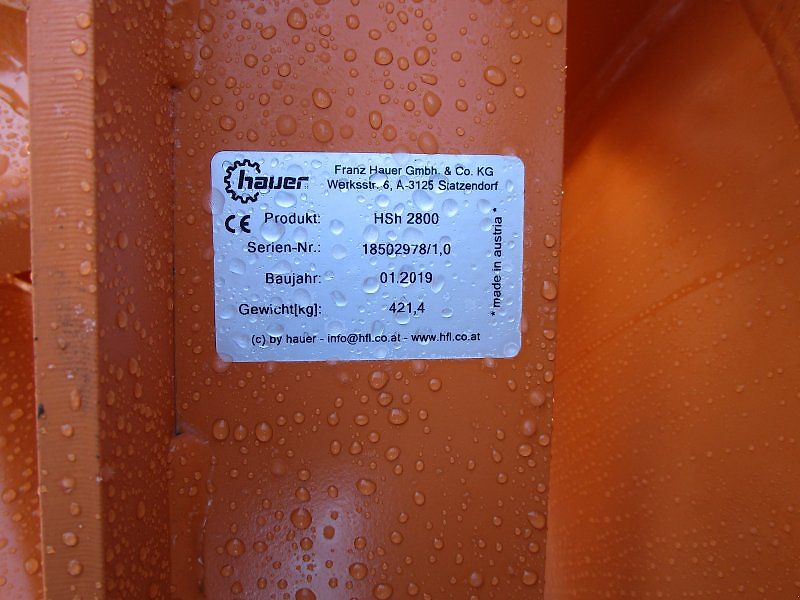 hauer
Franz Hauer Gmbh. & Co. KG
Werksstr. 6, A-3125 Statzendorf
CE
Produkt: HSh 2800
Serien-Nr.: 18502978/1,0
Baujahr: 01.2019
Gewicht[kg]: 421,4
* made in austria *
(c) by hauer - info@hfl.co.at - www.hfl.co.at